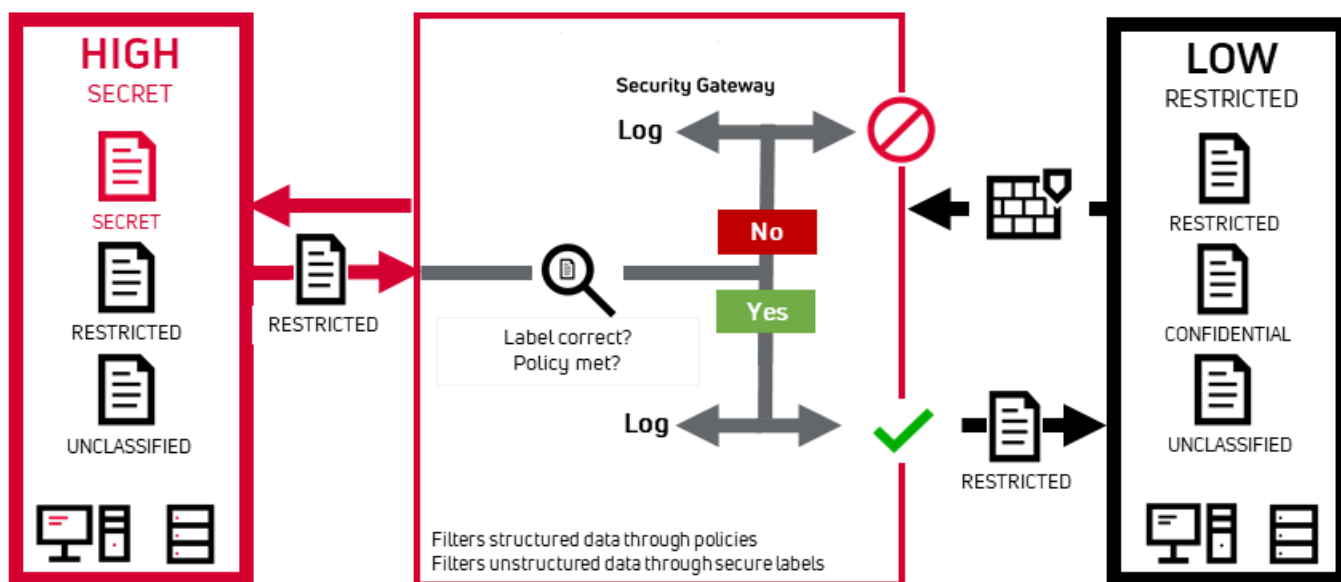 HIGH
SECRET
SECRET
RESTRICTED
UNCLASSIFIED
RESTRICTED
Security Gateway
Log
No
Yes
Label correct?
Policy met?
Log
Filters structured data through policies
Filters unstructured data through secure labels
RESTRICTED
LOW
RESTRICTED
RESTRICTED
CONFIDENTIAL
UNCLASSIFIED